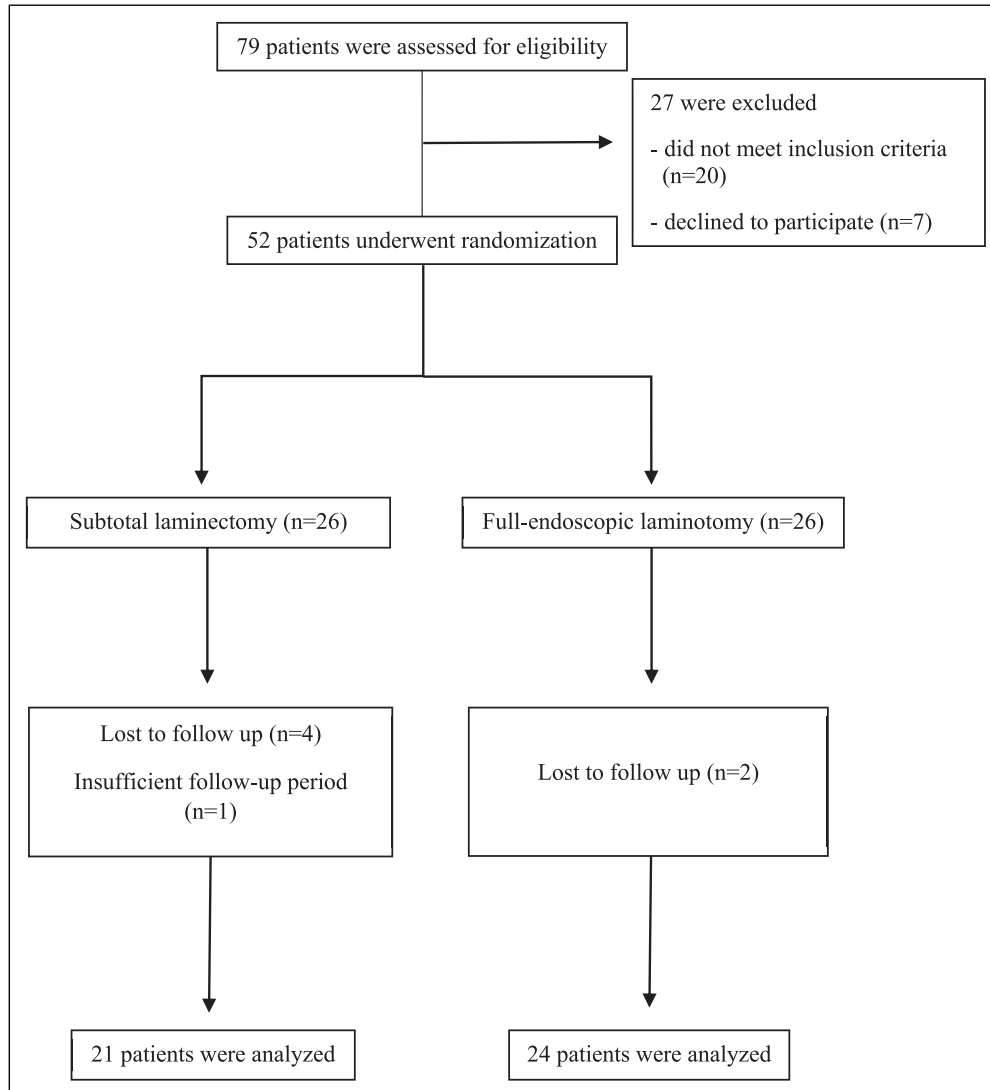 79 patients were assessed for eligibility
27 were excluded
- did not meet inclusion criteria
(n=20)
- declined to participate (n=7)
52 patients underwent randomization
Subtotal laminectomy (n=26)
Full-endoscopic laminotomy (n=26)
Lost to follow up (n=4)
Insufficient follow-up period
(n=1)
Lost to follow up (n=2)
21 patients were analyzed
24 patients were analyzed